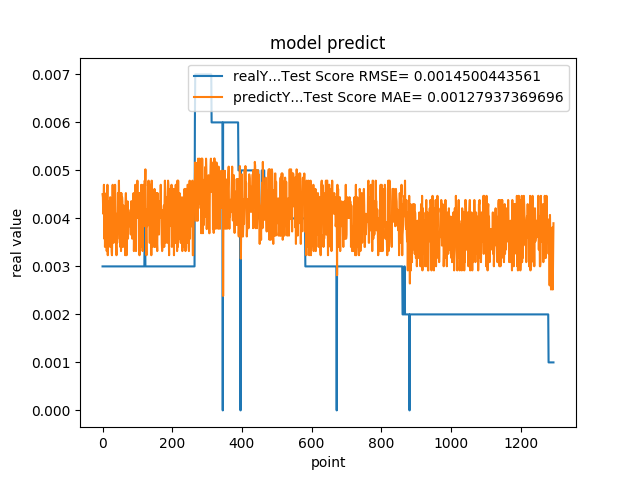 model predict
realY...Test Score RMSE= 0.0014500443561
predictY...Test Score MAE= 0.00127937369696
0.007
0.006
0.005
0.004
0.003
0.002
0.001
0.000
real value
0 200 400 600 800 1000 1200
point